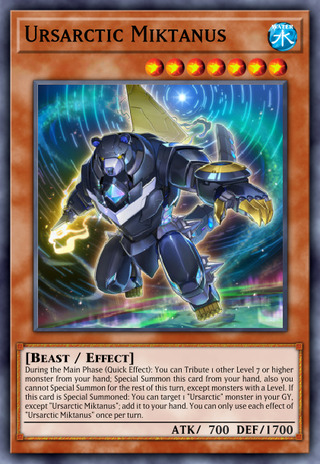 Ursarctic Miktanus
WATER
水
[Beast / Effect]
During the Main Phase (Quick Effect): You can Tribute 1 other Level 7 or higher
monster from your hand; Special Summon this card from your hand, also you
cannot Special Summon for the rest of this turn, except monsters with a Level. If
this card is Special Summoned: You can target 1 "Ursarctic" monster in your GY,
except "Ursarctic Miktanus"; add it to your hand. You can only use each effect of
"Ursarctic Miktanus" once per turn.
ATK/ 700 DEF/1700